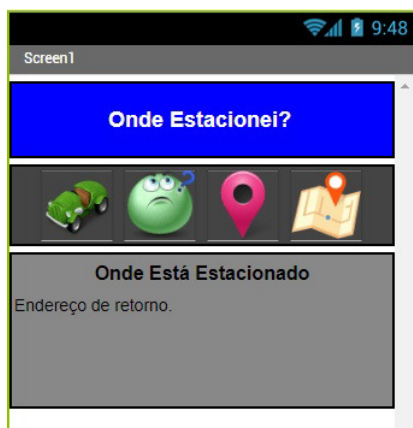 9:48
Screen1
Onde Estacionei?
?
Onde Está Estacionado
Endereço de retorno.